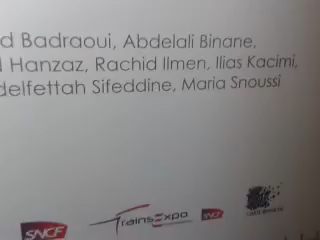 d Badraoui, Abdelali Binane,
Hanzaz, Rachid Ilmen, Ilias Kacimi,
delfettah Sifeddine, Maria Snoussi
SNCF TrainsExpo SNCF